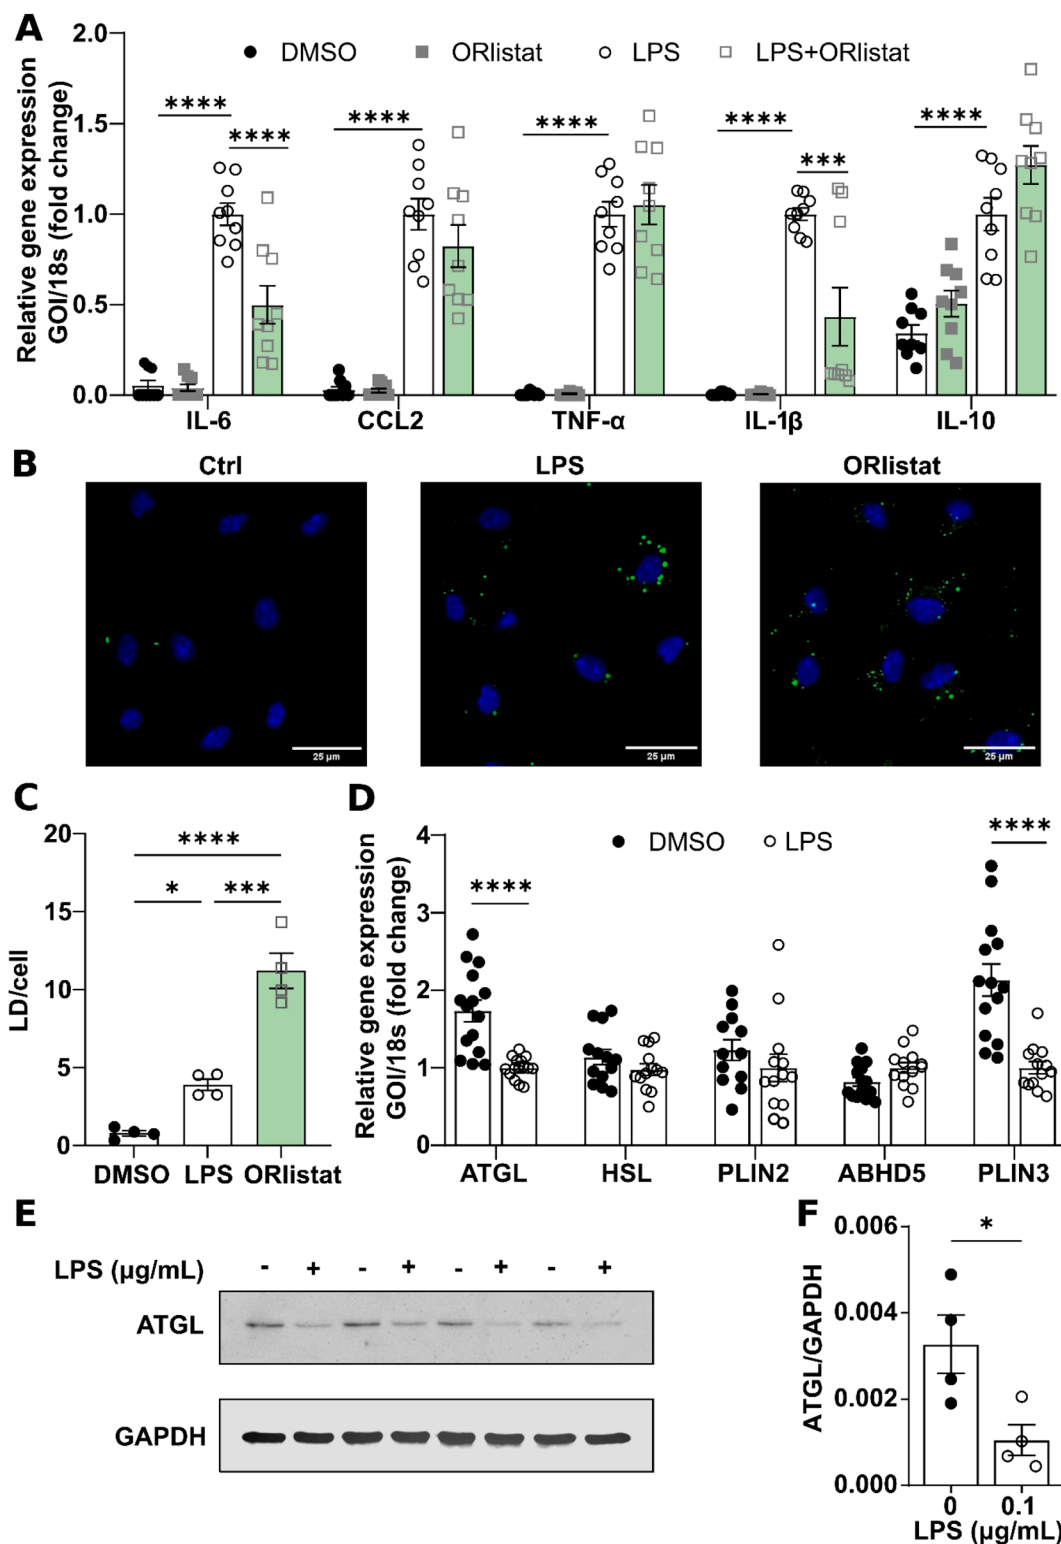 A
2.0
DMSO ORlistat LPS LPS+ORlistat
**** **** **** **** **** *** ****
1.5
1.0
0.5
0.0
Relative gene expression
GOI/18s (fold change)
IL-6 CCL2 TNF-α IL-1β IL-10
B
Ctrl LPS ORlistat
25 μm 25 μm 25 μm
C
20
****
* ***
15
10
5
0
LD/cell
DMSO LPS ORlistat
D
4
DMSO LPS
**** ****
3
2
1
0
Relative gene expression
GOI/18s (fold change)
ATGL HSL PLIN2 ABHD5 PLIN3
E
LPS (μg/mL) - + - + - + - +
ATGL
GAPDH
F
0.006
*
0.004
0.002
0.000
ATGL/GAPDH
0 0.1
LPS (μg/mL)